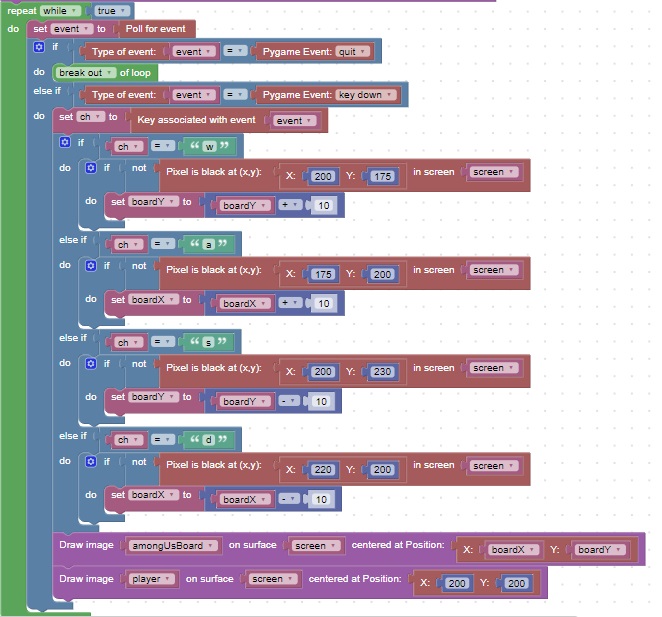 repeat while true
do set event to Poll for event
if Type of event: event = Pygame Event: quit
do break out of loop
else if Type of event: event = Pygame Event: key down
do set ch to Key associated with event event
if ch = “ w ”
do if not Pixel is black at (x,y): X: 200 Y: 175 in screen screen
do set boardY to boardY + 10
else if ch = “ a ”
do if not Pixel is black at (x,y): X: 175 Y: 200 in screen screen
do set boardX to boardX + 10
else if ch = “ s ”
do if not Pixel is black at (x,y): X: 200 Y: 230 in screen screen
do set boardY to boardY - 10
else if ch = “ d ”
do if not Pixel is black at (x,y): X: 220 Y: 200 in screen screen
do set boardX to boardX - 10
Draw image amongUsBoard on surface screen centered at Position: X: boardX Y: boardY
Draw image player on surface screen centered at Position: X: 200 Y: 200